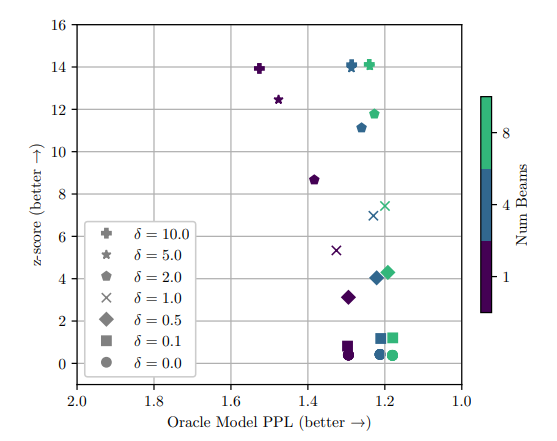 16
14
12
10
8
6
4
2
0
z-score (better →)
δ = 10.0
δ = 5.0
δ = 2.0
δ = 1.0
δ = 0.5
δ = 0.1
δ = 0.0
2.0 1.8 1.6 1.4 1.2 1.0
Oracle Model PPL (better →)
8
4
1
Num Beams